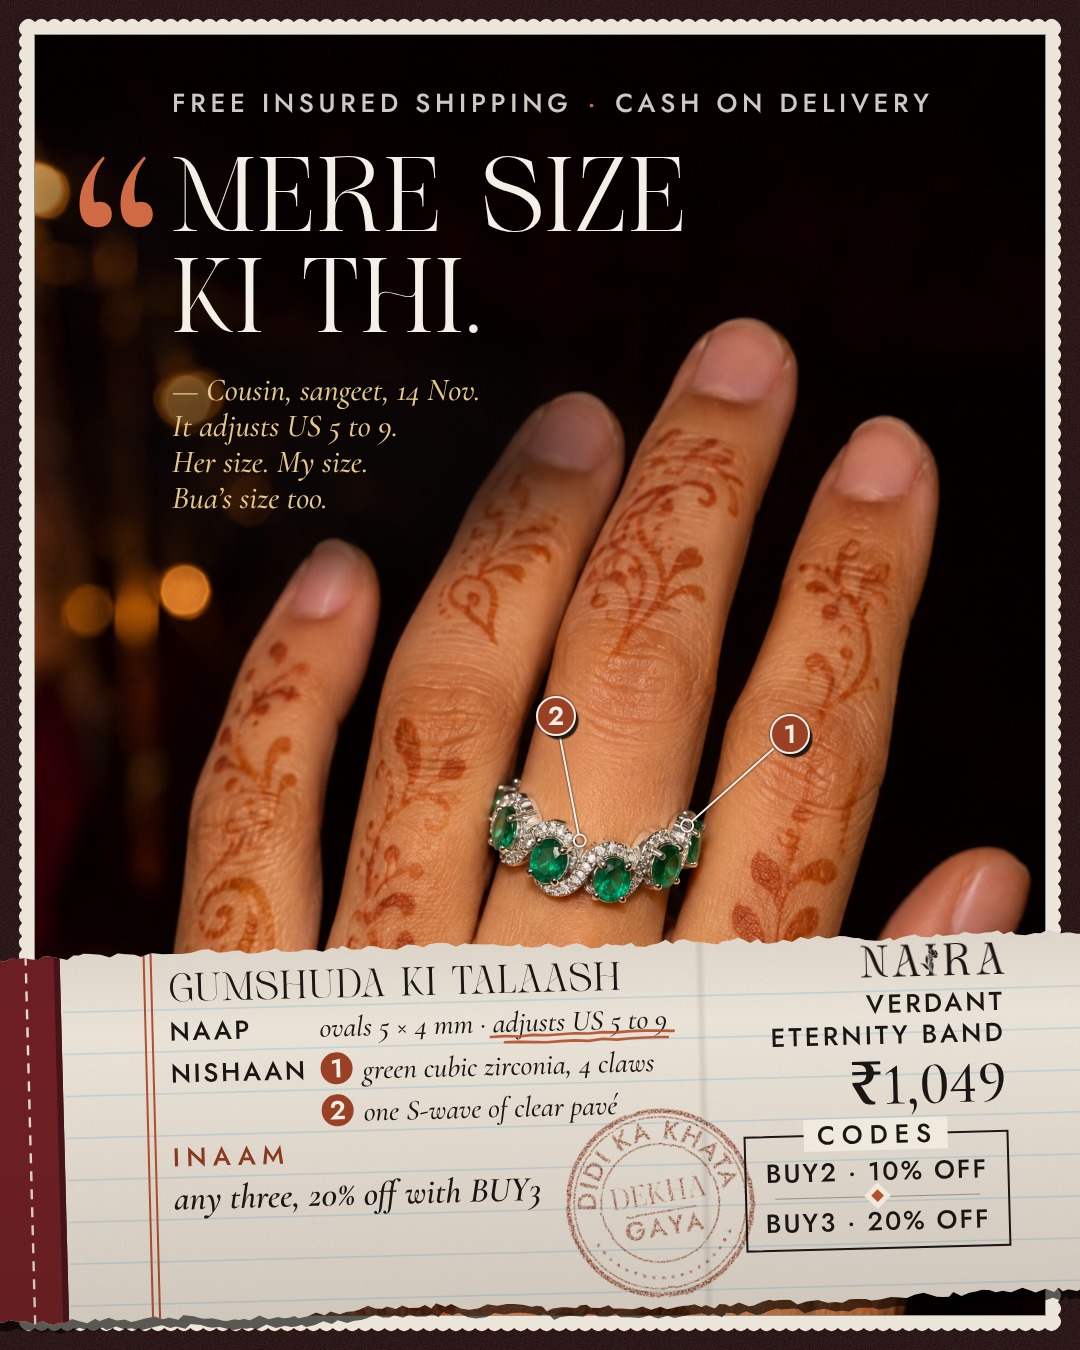 FREE INSURED SHIPPING · CASH ON DELIVERY
“MERE SIZE
KI THI.
— Cousin, sangeet, 14 Nov.
It adjusts US 5 to 9.
Her size. My size.
Bua’s size too.
2
1
GUMSHUDA KI TALAASH
NAAP ovals 5 × 4 mm · adjusts US 5 to 9
NISHAAN 1 green cubic zirconia, 4 claws
2 one S-wave of clear pavé
INAAM
any three, 20% off with BUY3
DIDI KA KHATA
DEKHA
GAYA
NAIRA
VERDANT
ETERNITY BAND
₹1,049
CODES
BUY2 · 10% OFF
BUY3 · 20% OFF